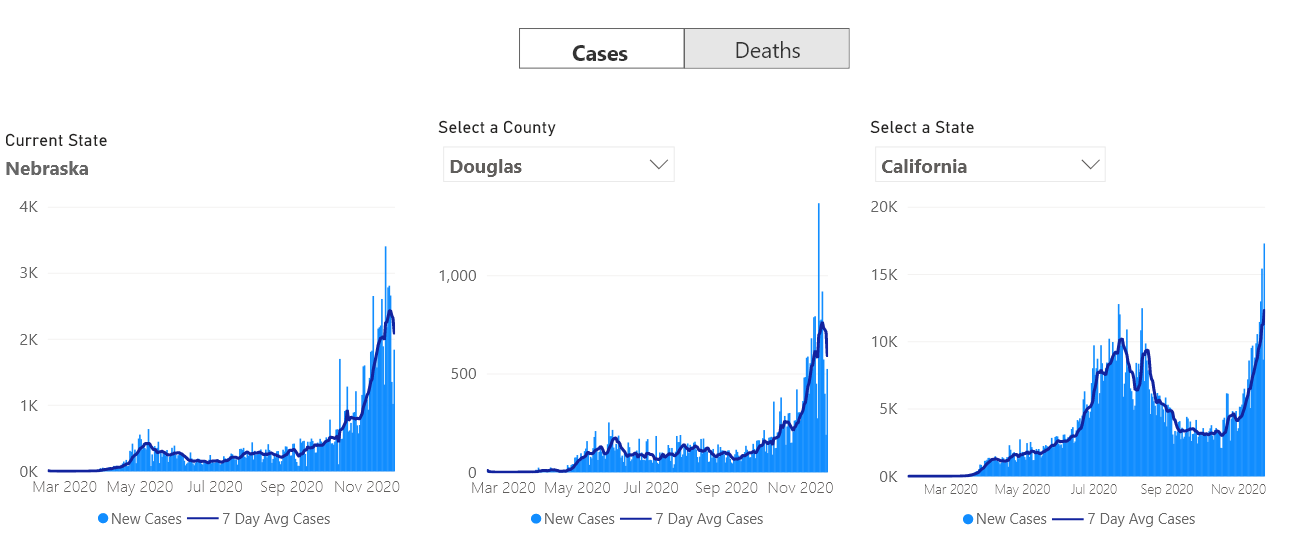 Cases
Deaths
Current State
Nebraska
4K
3K
2K
1K
0K
Mar 2020 May 2020 Jul 2020 Sep 2020 Nov 2020
New Cases 7 Day Avg Cases
Select a County
Douglas
1,000
500
0
Mar 2020 May 2020 Jul 2020 Sep 2020 Nov 2020
New Cases 7 Day Avg Cases
Select a State
California
20K
15K
10K
5K
0K
Mar 2020 May 2020 Jul 2020 Sep 2020 Nov 2020
New Cases 7 Day Avg Cases